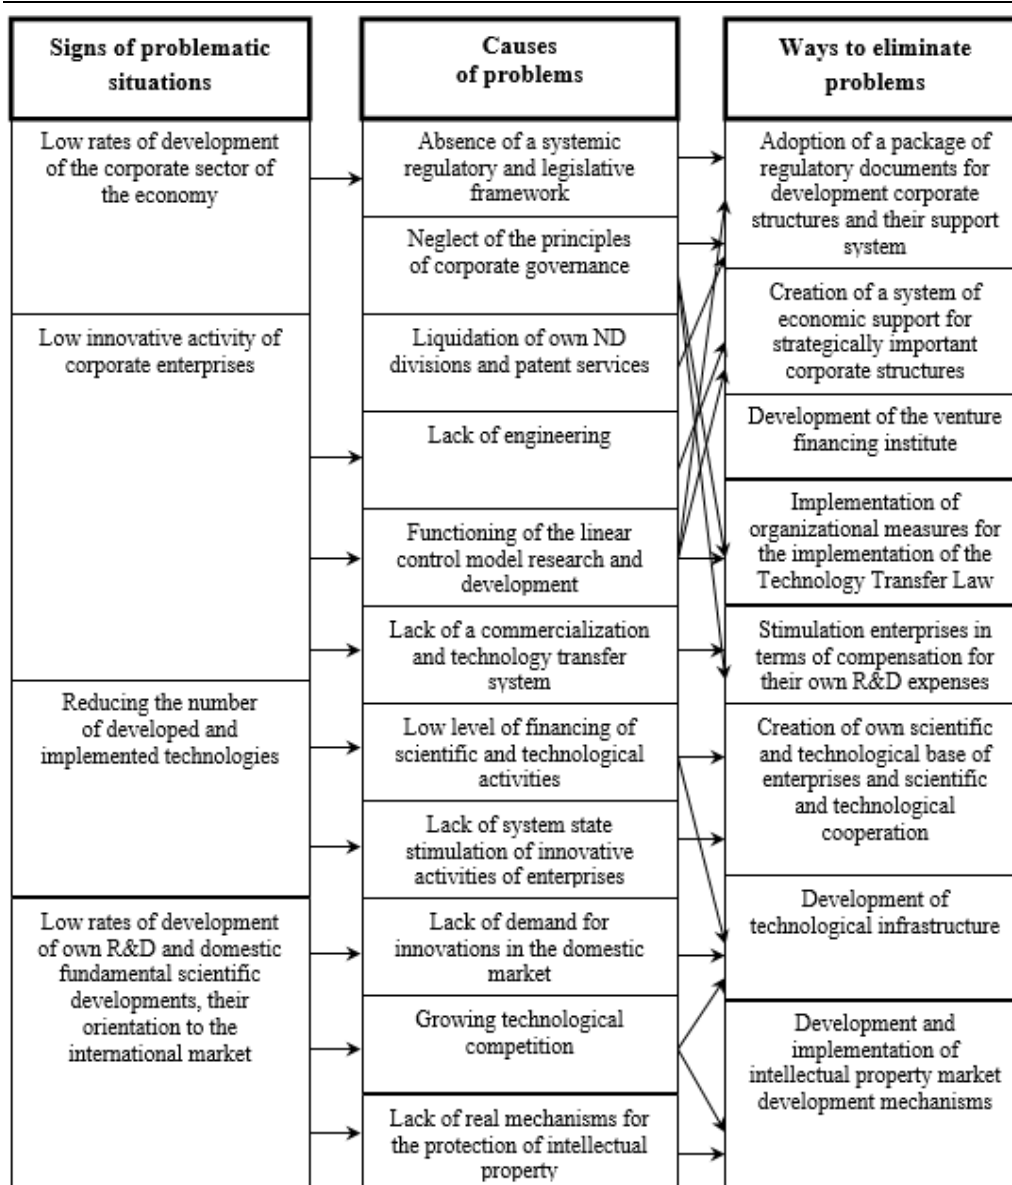 Signs of problematic
situations
Low rates of development
of the corporate sector of
the economy
Low innovative activity of
corporate enterprises
Reducing the number
of developed and
implemented technologies
Low rates of development
of own R&D and domestic
fundamental scientific
developments, their
orientation to the
international market
Causes
of problems
Absence of a systemic
regulatory and legislative
framework
Neglect of the principles
of corporate governance
Liquidation of own ND
divisions and patent services
Lack of engineering
Functioning of the linear
control model research and
development
Lack of a commercialization
and technology transfer
system
Low level of financing of
scientific and technological
activities
Lack of system state
stimulation of innovative
activities of enterprises
Lack of demand for
innovations in the domestic
market
Growing technological
competition
Lack of real mechanisms for
the protection of intellectual
property
Ways to eliminate
problems
Adoption of a package of
regulatory documents for
development corporate
structures and their support
system
Creation of a system of
economic support for
strategically important
corporate structures
Development of the venture
financing institute
Implementation of
organizational measures for
the implementation of the
Technology Transfer Law
Stimulation enterprises in
terms of compensation for
their own R&D expenses
Creation of own scientific
and technological base of
enterprises and scientific
and technological
cooperation
Development of
technological infrastructure
Development and
implementation of
intellectual property market
development mechanisms